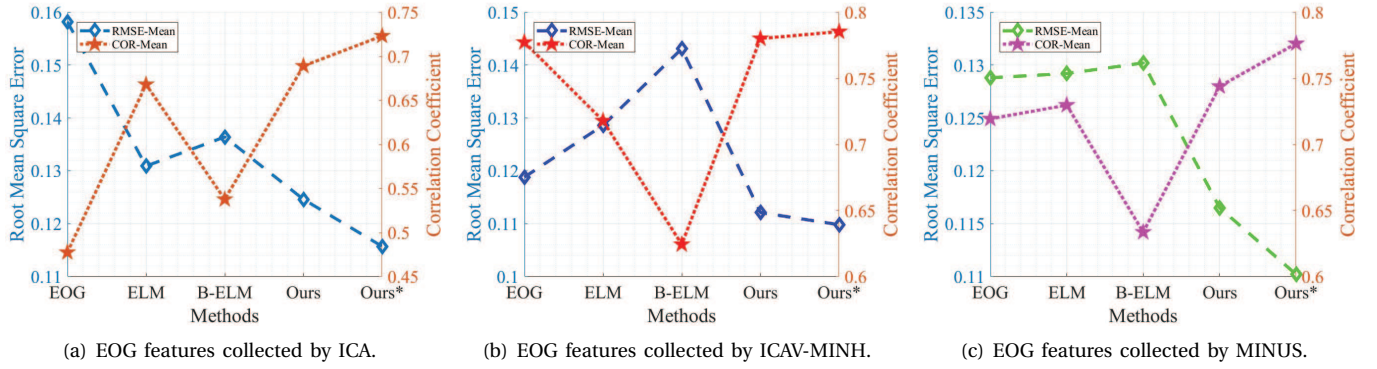 0.16
0.15
0.14
0.13
0.12
0.11
Root Mean Square Error
RMSE-Mean
COR-Mean
0.75
0.7
0.65
0.6
0.55
0.5
0.45
Correlation Coefficient
EOG ELM B-ELM Ours Ours*
Methods
(a) EOG features collected by ICA.
0.15
0.14
0.13
0.12
0.11
0.1
Root Mean Square Error
RMSE-Mean
COR-Mean
0.8
0.75
0.7
0.65
0.6
Correlation Coefficient
EOG ELM B-ELM Ours Ours*
Methods
(b) EOG features collected by ICAV-MINH.
0.135
0.13
0.125
0.12
0.115
0.11
Root Mean Square Error
RMSE-Mean
COR-Mean
0.8
0.75
0.7
0.65
0.6
Correlation Coefficient
EOG ELM B-ELM Ours Ours*
Methods
(c) EOG features collected by MINUS.